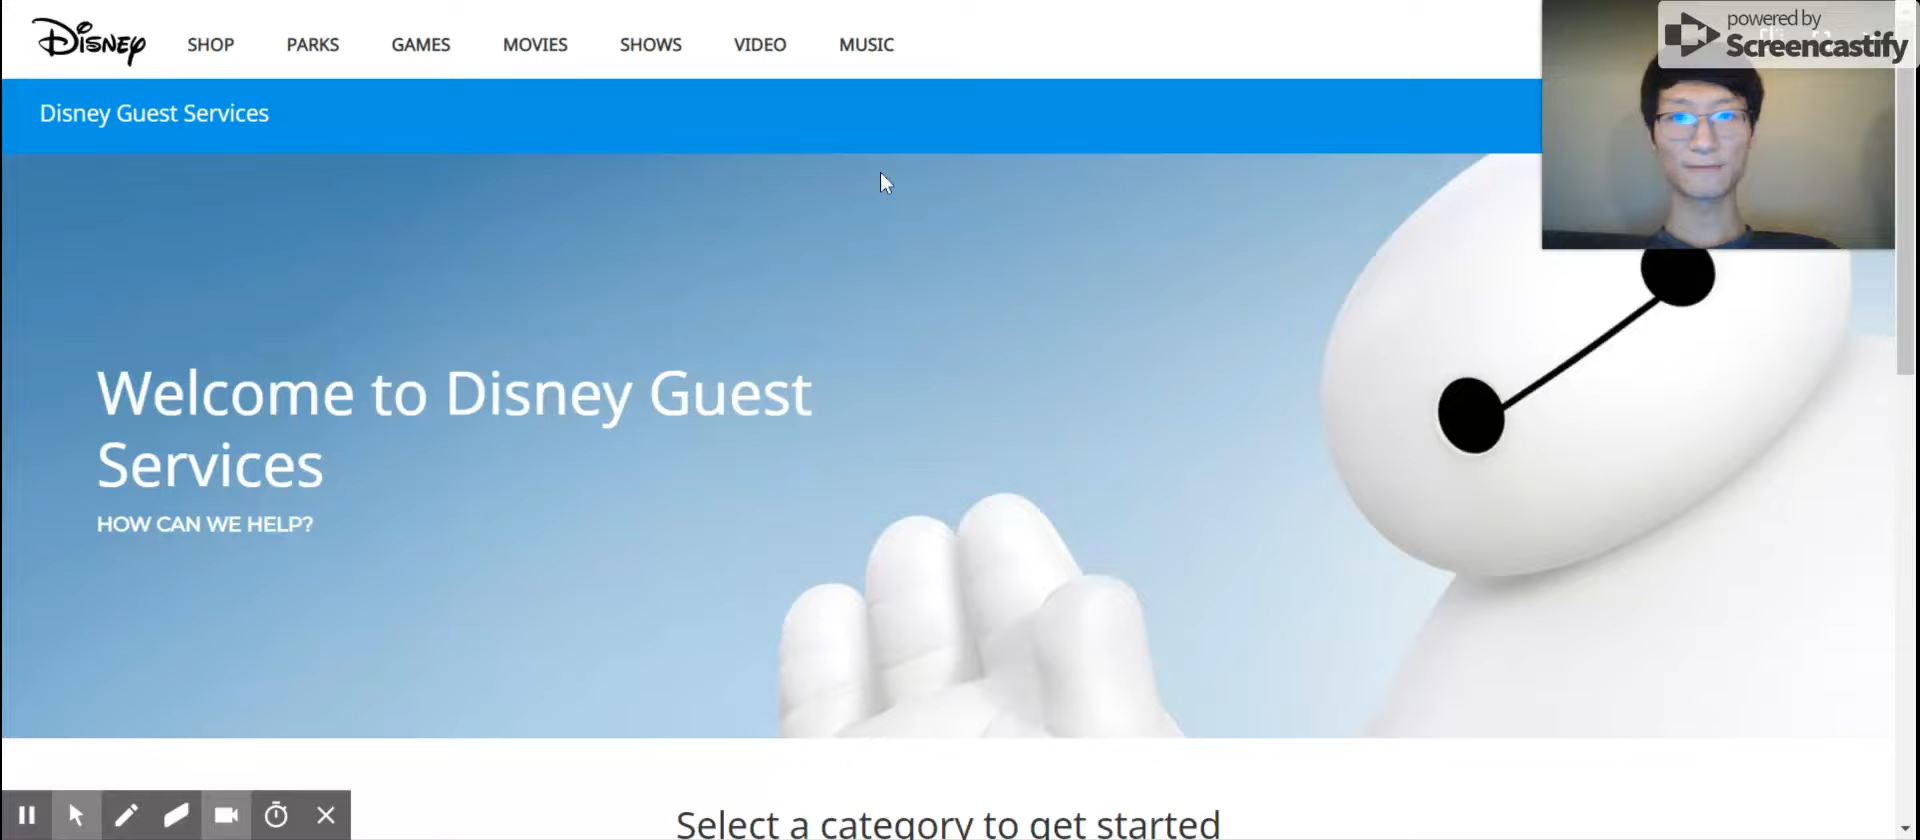 Disney SHOP PARKS GAMES MOVIES SHOWS VIDEO MUSIC
powered by
Screencastify
Disney Guest Services
Welcome to Disney Guest
Services
HOW CAN WE HELP?
Select a category to get started